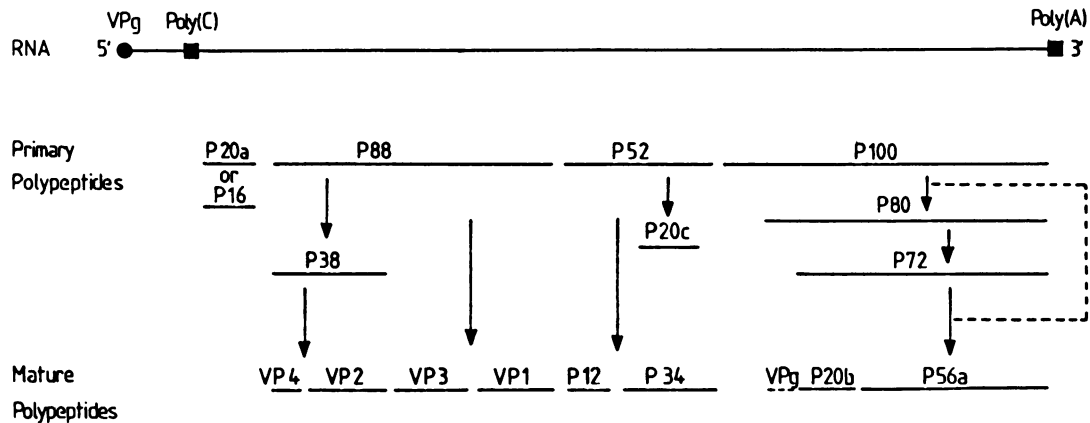 VPg Poly(C) Poly(A)
RNA 5' 3'
Primary P20a P88 P52 P100
Polypeptides or
P16
P80
P20c
P38 P72
Mature VP4 VP2 VP3 VP1 P12 P34 VPg P20b P56a
Polypeptides